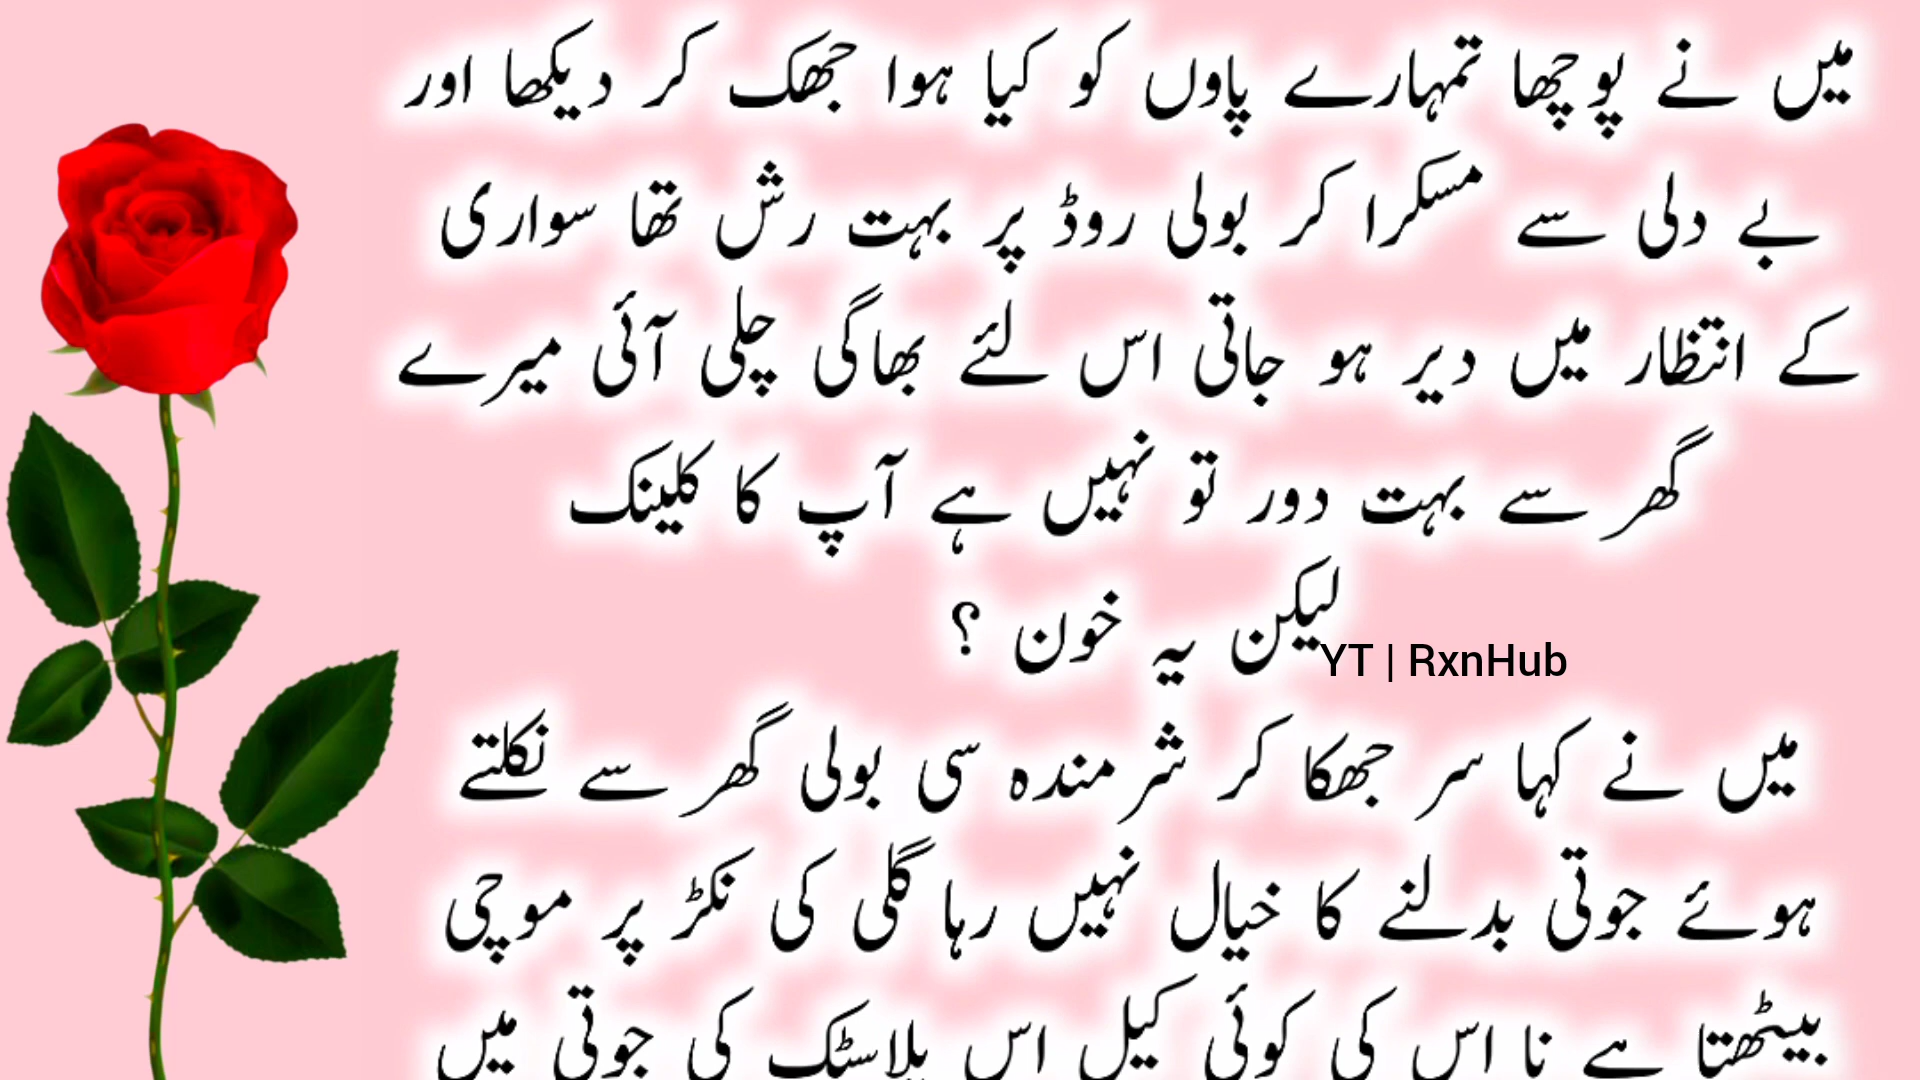 میں نے پوچھا تمہارے پاوں کو کیا ہوا جھک کر دیکھا اور
بے دلی سے مسکرا کر بولی روڈ پر بہت رش تھا سواری
کے انتظار میں دیر ہو جاتی اس لئے بھاگی چلی آئی میرے
گھر سے بہت دور تو نہیں ہے آپ کا کلینک
لیکن یہ خون ؟
YT | RxnHub
میں نے کہا سر جھکا کر شرمندہ سی بولی گھر سے نکلتے
ہوئے جوتی بدلنے کا خیال نہیں رہا گلی کی نکڑ پر موچی
بیٹھتا ہے نا اس کی کوئی کیل اس پلاسٹک کی جوتی میں